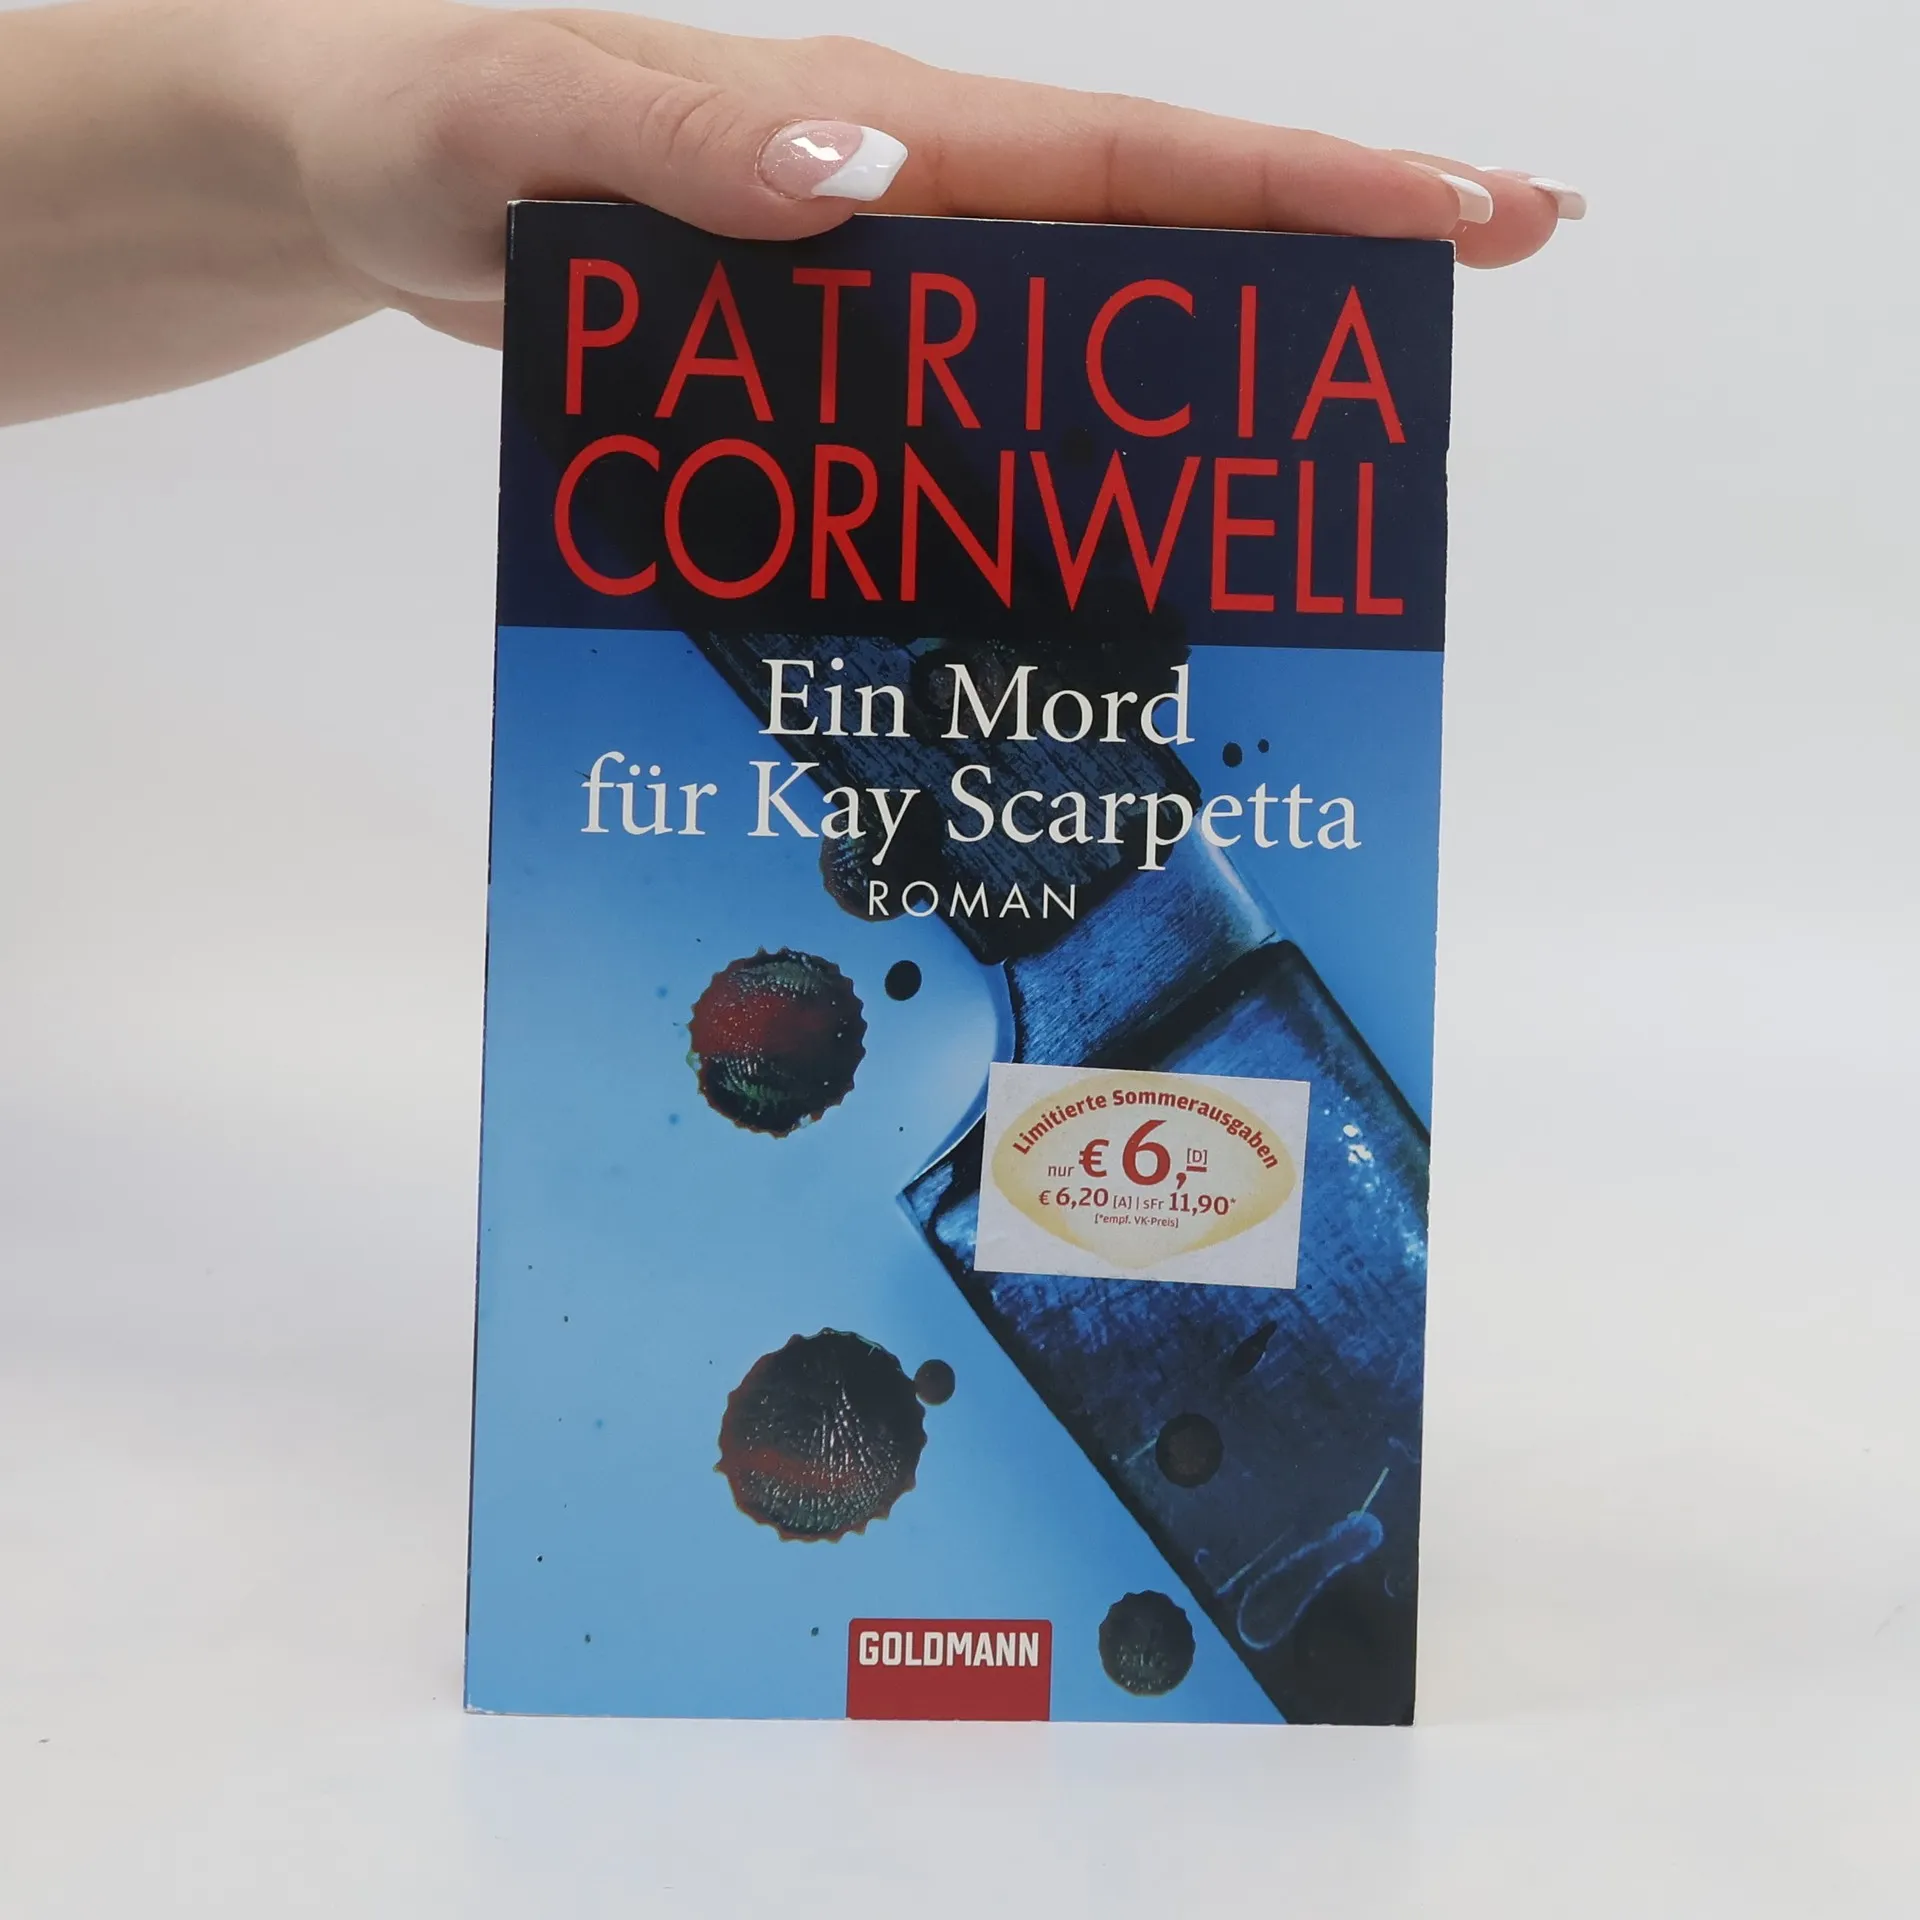 PATRICIA
CORNWELL
Ein Mord
für Kay Scarpetta
ROMAN
Limitierte Sommerausgaben
nur € 6,– [D]
€ 6,20 [A] | sFr 11,90*
[*empf. VK-Preis]
GOLDMANN